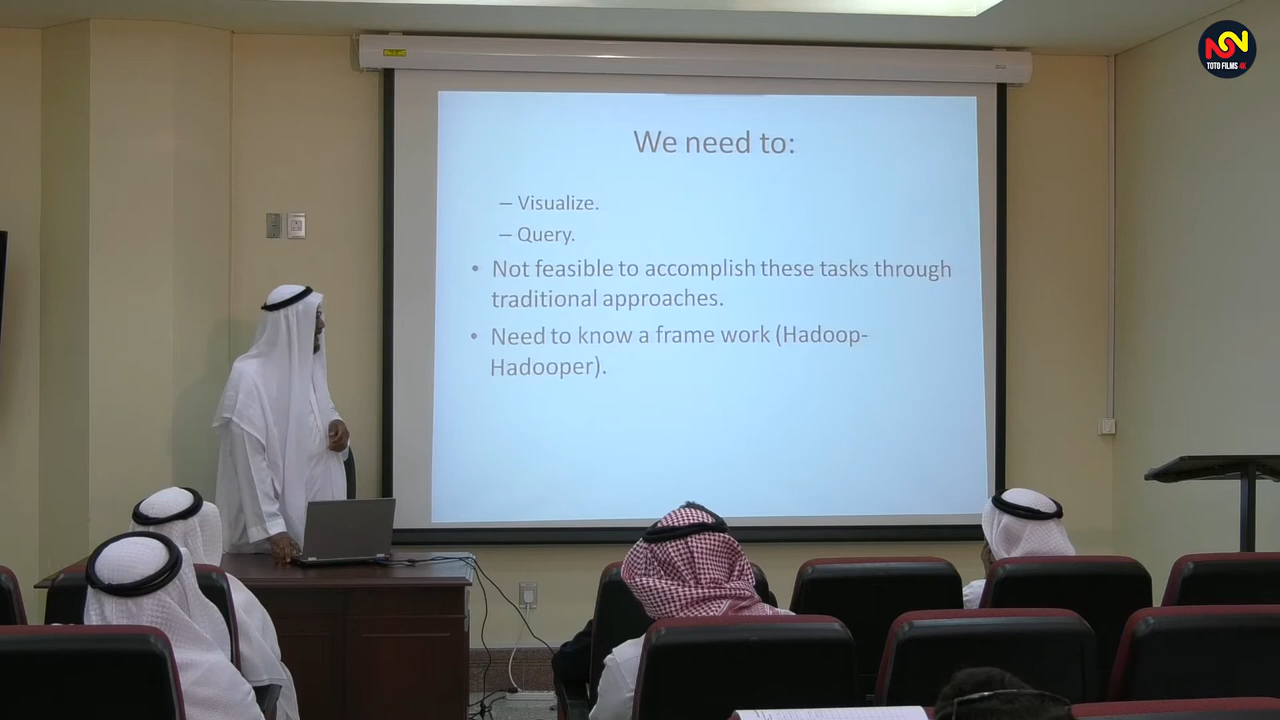 We need to:
– Visualize.
– Query.
• Not feasible to accomplish these tasks through
traditional approaches.
• Need to know a frame work (Hadoop-
Hadooper).
TOTO FILMS 4K